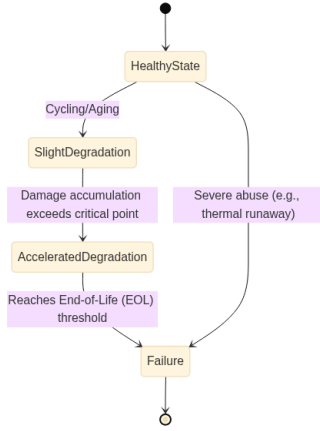 HealthyState
Cycling/Aging
SlightDegradation
Damage accumulation
exceeds critical point
Severe abuse (e.g.,
thermal runaway)
AcceleratedDegradation
Reaches End-of-Life (EOL)
threshold
Failure